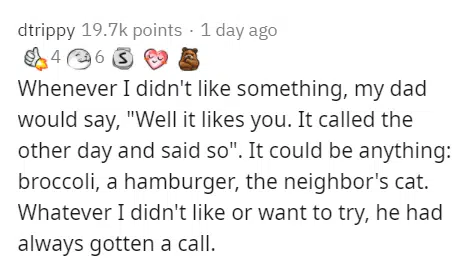 dtrippy 19.7k points · 1 day ago
4 6 S
Whenever I didn't like something, my dad
would say, "Well it likes you. It called the
other day and said so". It could be anything:
broccoli, a hamburger, the neighbor's cat.
Whatever I didn't like or want to try, he had
always gotten a call.